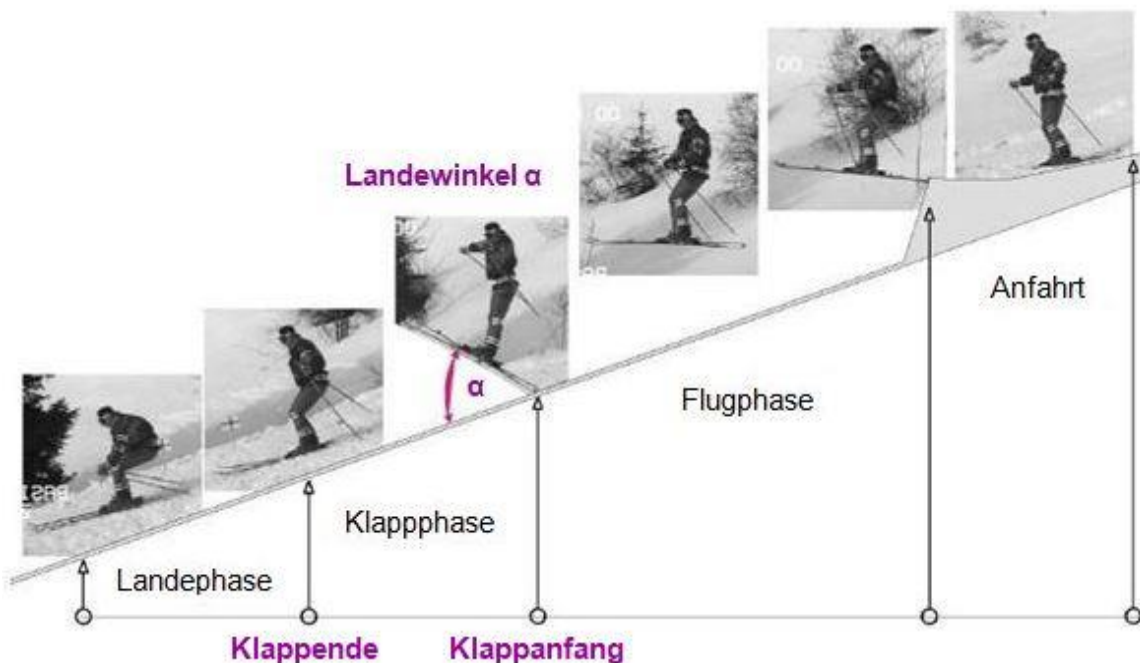 Landewinkel α
α
Anfahrt
Flugphase
Klappphase
Landephase
Klappende
Klappanfang